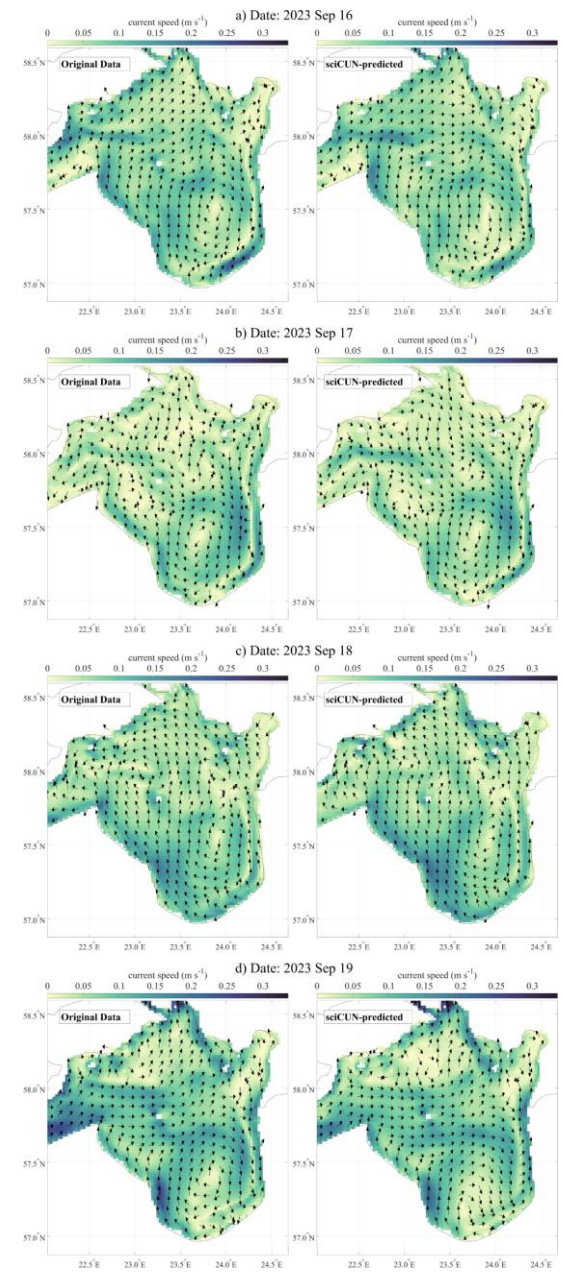 a) Date: 2023 Sep 16
current speed (m s⁻¹) current speed (m s⁻¹)
0 0.05 0.1 0.15 0.2 0.25 0.3 0 0.05 0.1 0.15 0.2 0.25 0.3
Original Data sciCUN-predicted
58.5°N
58.0°N
57.5°N
57.0°N
22.5°E 23.0°E 23.5°E 24.0°E 24.5°E 22.5°E 23.0°E 23.5°E 24.0°E 24.5°E
b) Date: 2023 Sep 17
current speed (m s⁻¹) current speed (m s⁻¹)
0 0.05 0.1 0.15 0.2 0.25 0.3 0 0.05 0.1 0.15 0.2 0.25 0.3
Original Data sciCUN-predicted
58.5°N
58.0°N
57.5°N
57.0°N
22.5°E 23.0°E 23.5°E 24.0°E 24.5°E 22.5°E 23.0°E 23.5°E 24.0°E 24.5°E
c) Date: 2023 Sep 18
current speed (m s⁻¹) current speed (m s⁻¹)
0 0.05 0.1 0.15 0.2 0.25 0.3 0 0.05 0.1 0.15 0.2 0.25 0.3
Original Data sciCUN-predicted
58.5°N
58.0°N
57.5°N
57.0°N
22.5°E 23.0°E 23.5°E 24.0°E 24.5°E 22.5°E 23.0°E 23.5°E 24.0°E 24.5°E
d) Date: 2023 Sep 19
current speed (m s⁻¹) current speed (m s⁻¹)
0 0.05 0.1 0.15 0.2 0.25 0.3 0 0.05 0.1 0.15 0.2 0.25 0.3
Original Data sciCUN-predicted
58.5°N
58.0°N
57.5°N
57.0°N
22.5°E 23.0°E 23.5°E 24.0°E 24.5°E 22.5°E 23.0°E 23.5°E 24.0°E 24.5°E